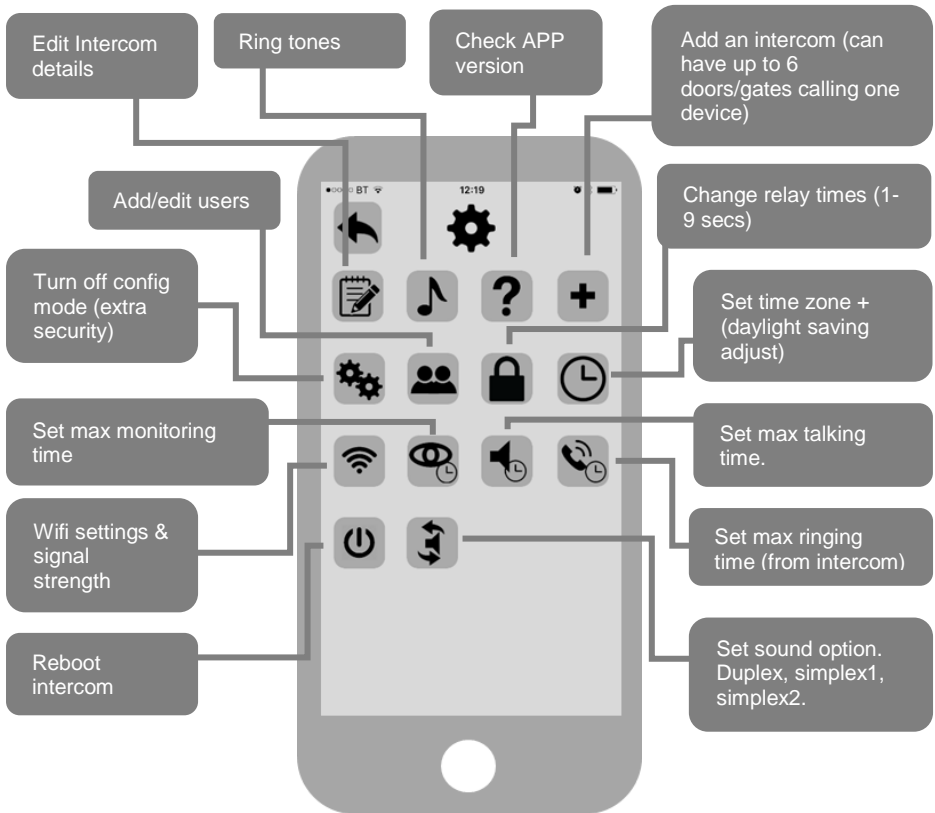 Edit Intercom
details
Ring tones
Check APP
version
Add an intercom (can
have up to 6
doors/gates calling one
device)
BT
12:19
Add/edit users
Change relay times (1-
9 secs)
Turn off config
mode (extra
security)
Set time zone +
(daylight saving
adjust)
Set max monitoring
time
Set max talking
time.
Wifi settings &
signal
strength
Set max ringing
time (from intercom)
Reboot
intercom
Set sound option.
Duplex, simplex1,
simplex2.